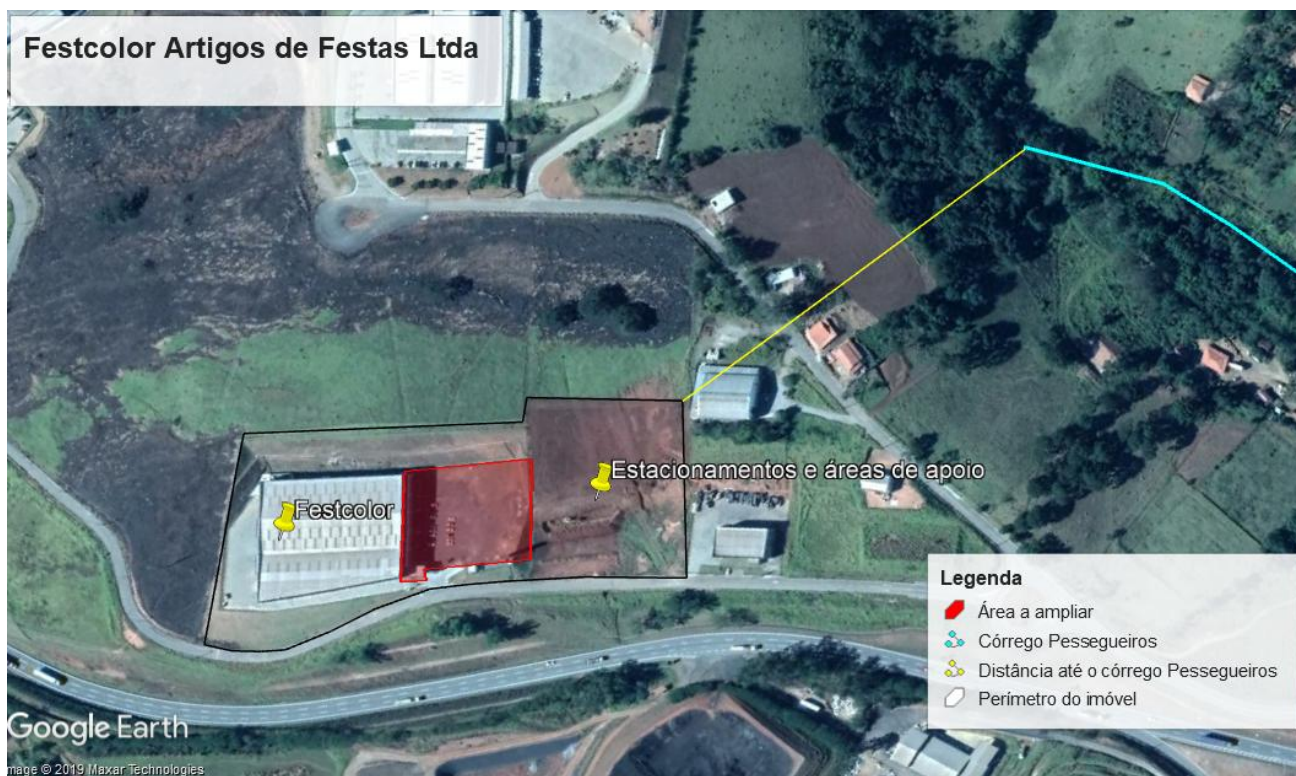 Festcolor Artigos de Festas Ltda
Estacionamentos e áreas de apoio
Festcolor
Legenda
Área a ampliar
Córrego Pessegueiros
Distância até o córrego Pessegueiros
Perímetro do imóvel
Google Earth
mage © 2019 Maxar Technologies